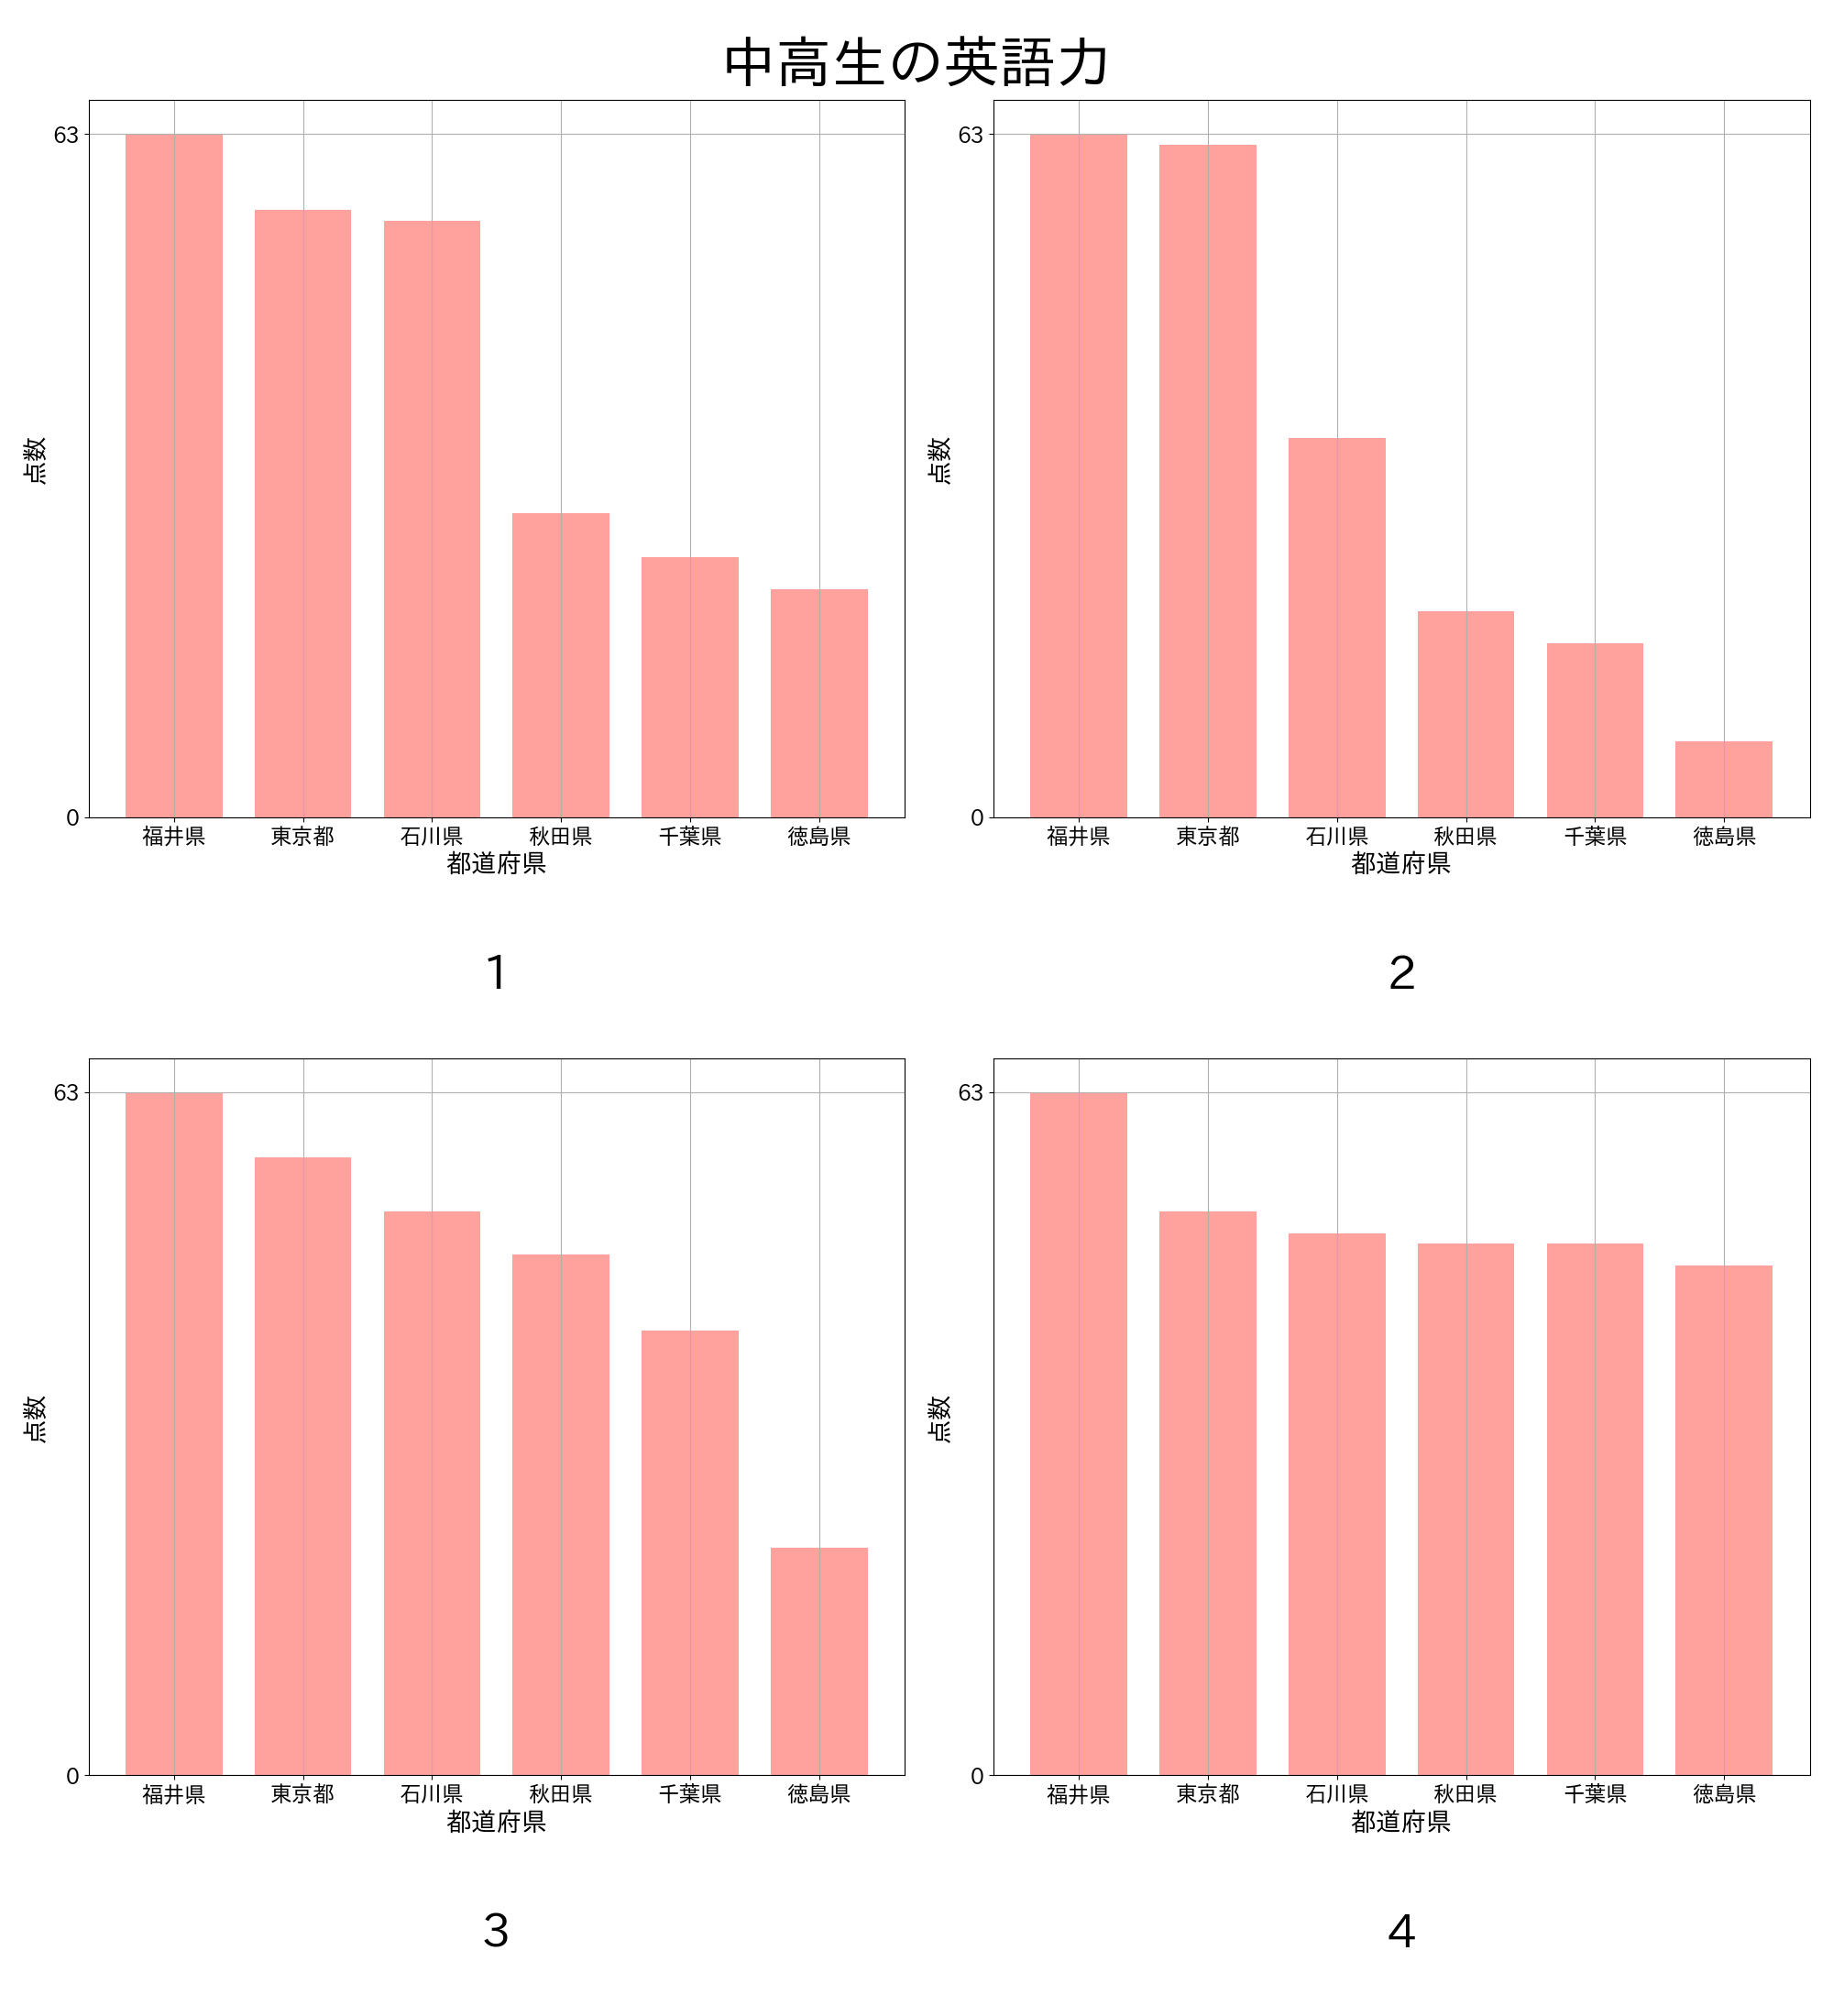 中高生の英語力
63
0
点数
福井県 東京都 石川県 秋田県 千葉県 徳島県
都道府県
1
63
0
点数
福井県 東京都 石川県 秋田県 千葉県 徳島県
都道府県
2
63
0
点数
福井県 東京都 石川県 秋田県 千葉県 徳島県
都道府県
3
63
0
点数
福井県 東京都 石川県 秋田県 千葉県 徳島県
都道府県
4